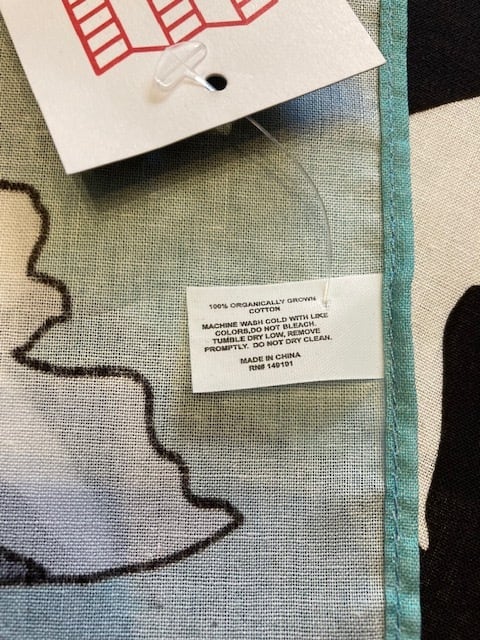 100% ORGANICALLY GROWN
COTTON
MACHINE WASH COLD WITH LIKE
COLORS,DO NOT BLEACH.
TUMBLE DRY LOW, REMOVE
PROMPTLY. DO NOT DRY CLEAN.
MADE IN CHINA
RN# 149191